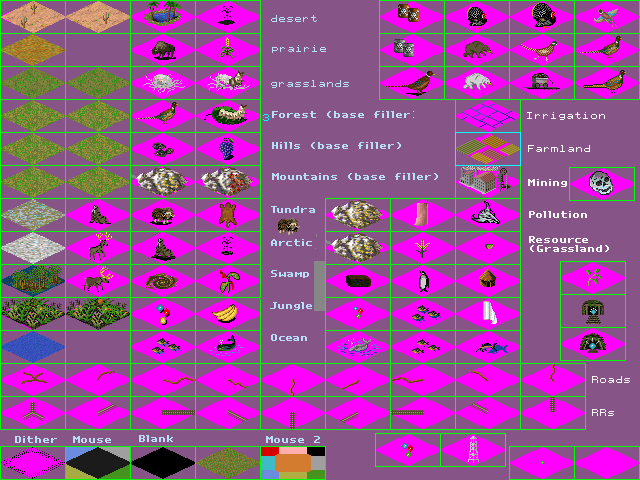 desert
prairie
grasslands
3
Forest (base filler)
Irrigation
Hills (base filler)
Farmland
Mountains (base filler)
Mining
Tundra
Pollution
Arctic
Resource
(Grassland)
Swamp
Jungle
Ocean
Roads
RRs
Dither Mouse Blank Mouse 2